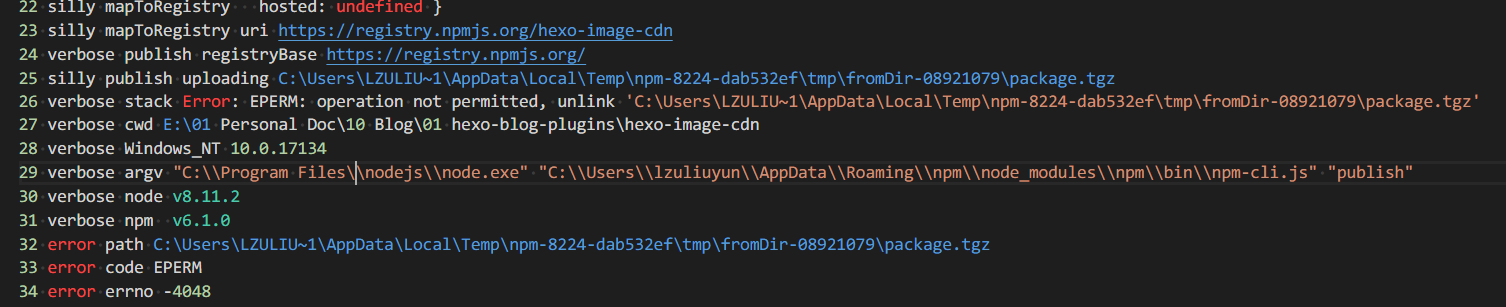 22 silly mapToRegistry   hosted: undefined }
23 silly mapToRegistry uri https://registry.npmjs.org/hexo-image-cdn
24 verbose publish registryBase https://registry.npmjs.org/
25 silly publish uploading C:\Users\LZULIU~1\AppData\Local\Temp\npm-8224-dab532ef\tmp\fromDir-08921079\package.tgz
26 verbose stack Error: EPERM: operation not permitted, unlink 'C:\Users\LZULIU~1\AppData\Local\Temp\npm-8224-dab532ef\tmp\fromDir-08921079\package.tgz'
27 verbose cwd E:\01 Personal Doc\10 Blog\01 hexo-blog-plugins\hexo-image-cdn
28 verbose Windows_NT 10.0.17134
29 verbose argv "C:\\Program Files\\nodejs\\node.exe" "C:\\Users\\lzuliuyun\\AppData\\Roaming\\npm\\node_modules\\npm\\bin\\npm-cli.js" "publish"
30 verbose node v8.11.2
31 verbose npm  v6.1.0
32 error path C:\Users\LZULIU~1\AppData\Local\Temp\npm-8224-dab532ef\tmp\fromDir-08921079\package.tgz
33 error code EPERM
34 error errno -4048